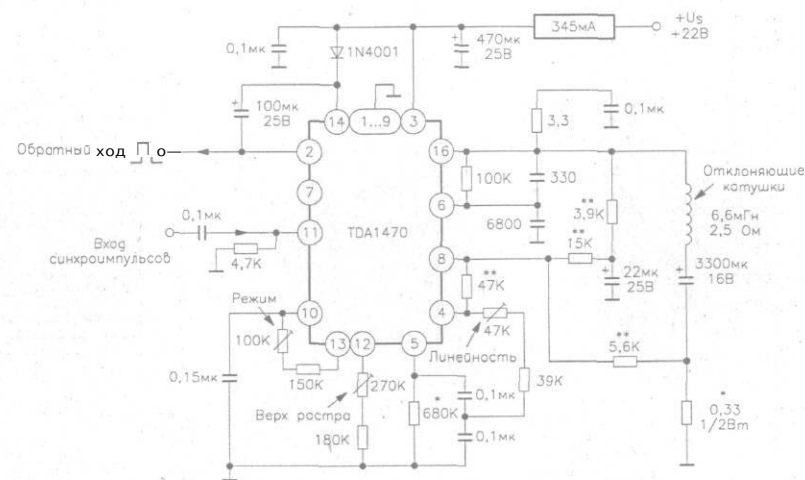 +Us
+22В
345мА
0,1мк
1N4001
470мк
25В
100мк
25В
14
1...9
3
3,3
0,1мк
Обратный ход
2
16
Отклоняющие
катушки
7
100К
330
6
6800
**
3,9К
6,6мГн
2,5 Ом
0,1мк
11
TDA1470
Вход
синхроимпульсов
4,7К
8
**
15К
22мк
25В
3300мк
16В
**
47К
Режим
10
4
47К
Линейность
100К
13
12
5
**
5,6К
0,15мк
150К
270К
Верх растра
*
680К
0,1мк
39К
*
0,33
1/2Вт
180К
0,1мк